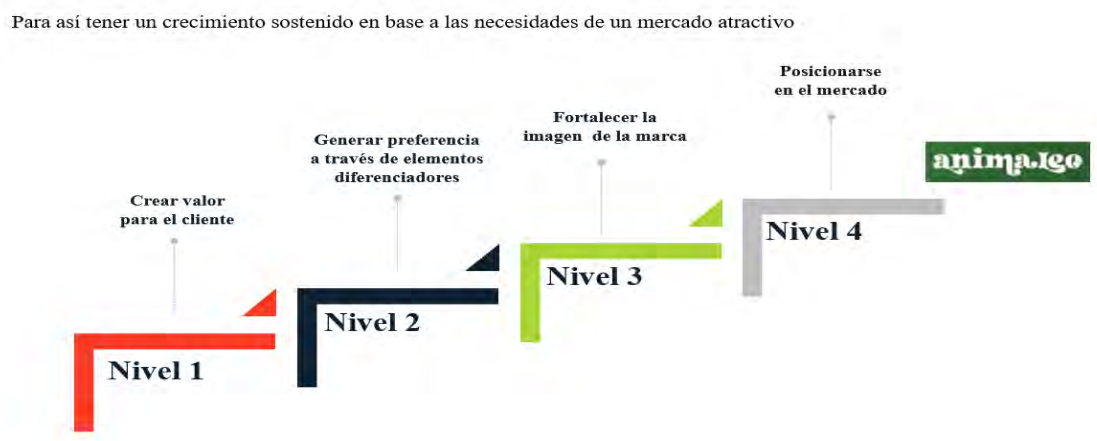 Para así tener un crecimiento sostenido en base a las necesidades de un mercado atractivo
Crear valor
para el cliente
Nivel 1
Generar preferencia
a través de elementos
diferenciadores
Nivel 2
Fortalecer la
imagen de la marca
Nivel 3
Posicionarse
en el mercado
Nivel 4
anima.leo